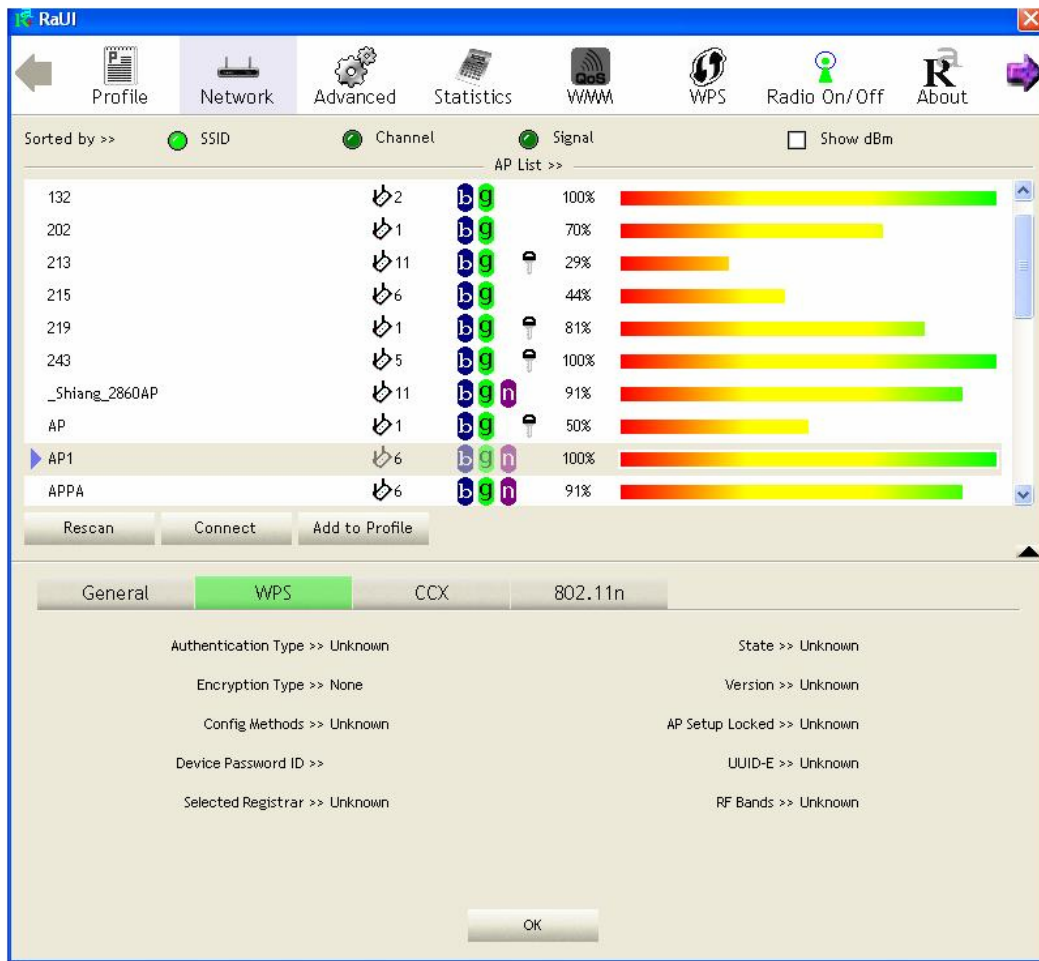 RaUI
Profile Network Advanced Statistics WMM WPS Radio On/Off About
QoS
Sorted by >> SSID Channel Signal Show dBm
AP List >>
132 2 b g 100%
202 1 b g 70%
213 11 b g 29%
215 6 b g 44%
219 1 b g 81%
243 5 b g 100%
_Shiang_2860AP 11 b g n 91%
AP 1 b g 50%
AP1 6 b g n 100%
APPA 6 b g n 91%
Rescan Connect Add to Profile
General WPS CCX 802.11n
Authentication Type >> Unknown State >> Unknown
Encryption Type >> None Version >> Unknown
Config Methods >> Unknown AP Setup Locked >> Unknown
Device Password ID >> UUID-E >> Unknown
Selected Registrar >> Unknown RF Bands >> Unknown
OK